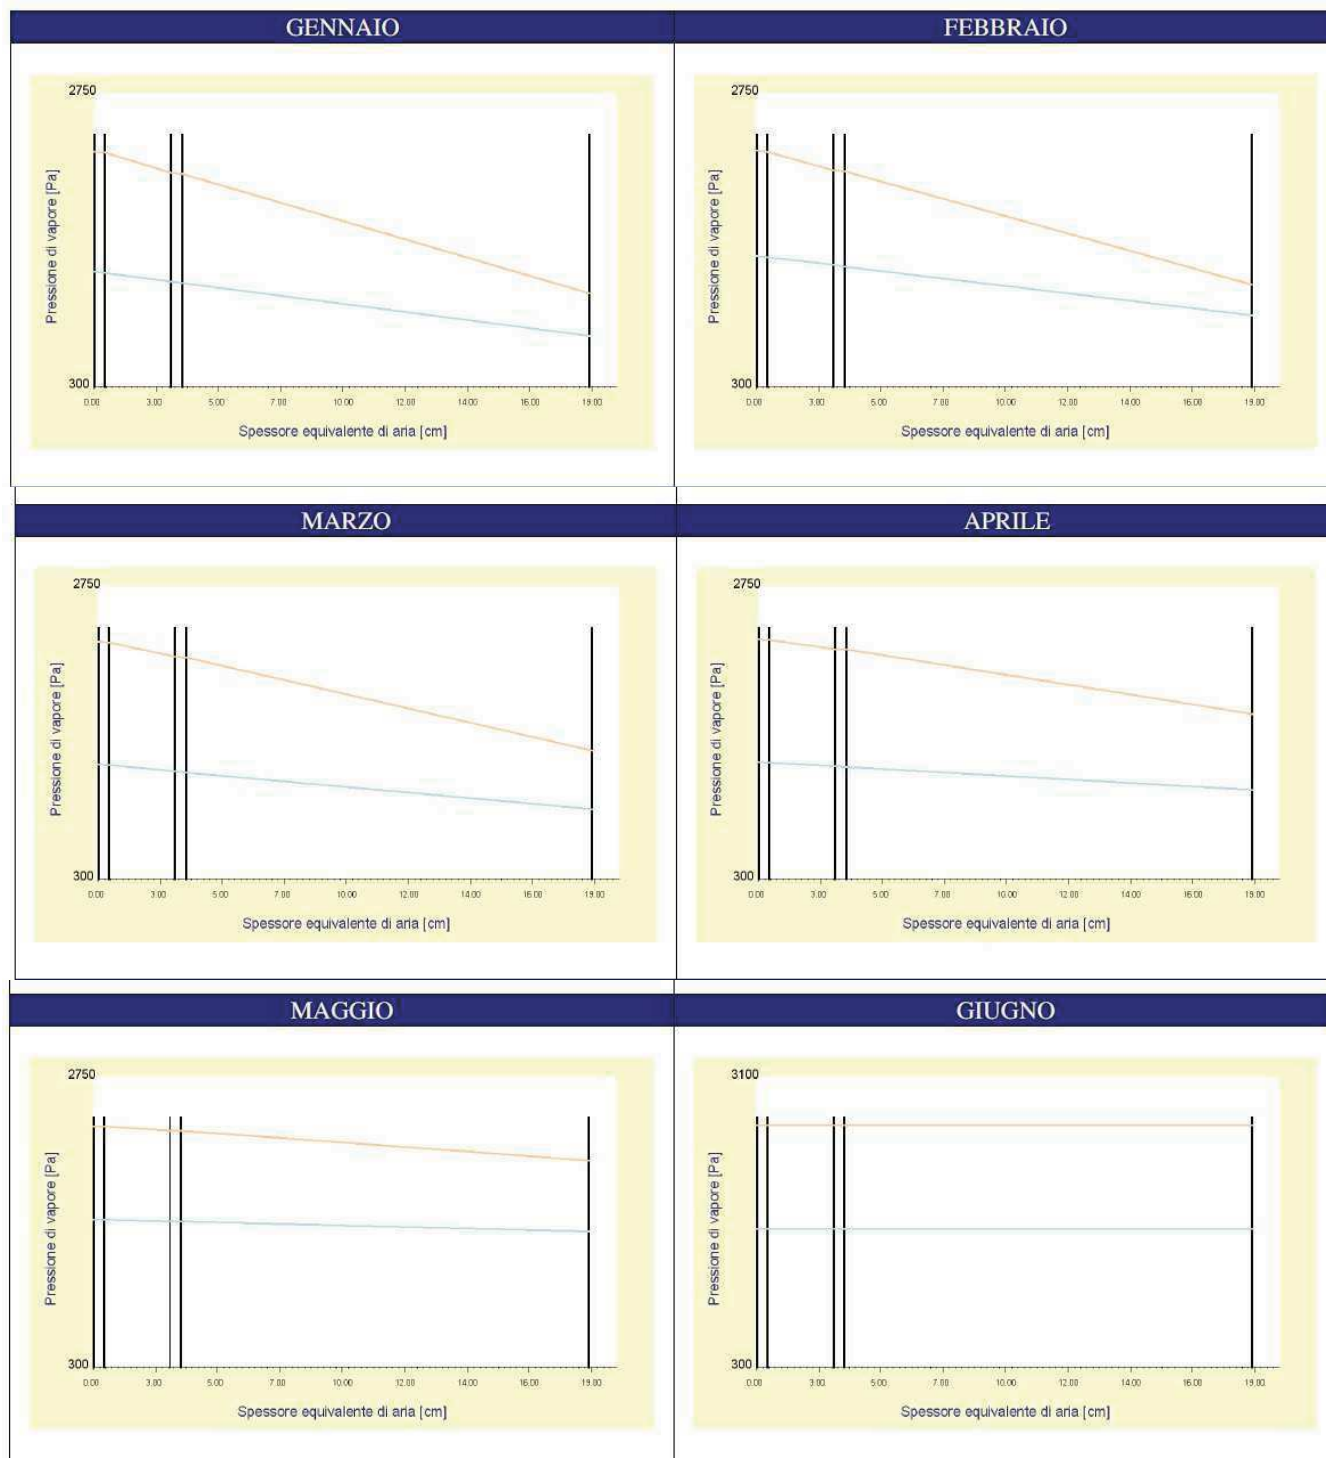 GENNAIO
FEBBRAIO
2750
Pressione di vapore [Pa]
300
0.00 3.00 5.00 7.00 10.00 12.00 14.00 16.00 19.00
Spessore equivalente di aria [cm]
2750
Pressione di vapore [Pa]
300
0.00 3.00 5.00 7.00 10.00 12.00 14.00 16.00 19.00
Spessore equivalente di aria [cm]
MARZO
APRILE
2750
Pressione di vapore [Pa]
300
0.00 3.00 5.00 7.00 10.00 12.00 14.00 16.00 19.00
Spessore equivalente di aria [cm]
2750
Pressione di vapore [Pa]
300
0.00 3.00 5.00 7.00 10.00 12.00 14.00 16.00 19.00
Spessore equivalente di aria [cm]
MAGGIO
GIUGNO
2750
Pressione di vapore [Pa]
300
0.00 3.00 5.00 7.00 10.00 12.00 14.00 16.00 19.00
Spessore equivalente di aria [cm]
3100
Pressione di vapore [Pa]
300
0.00 3.00 5.00 7.00 10.00 12.00 14.00 16.00 19.00
Spessore equivalente di aria [cm]